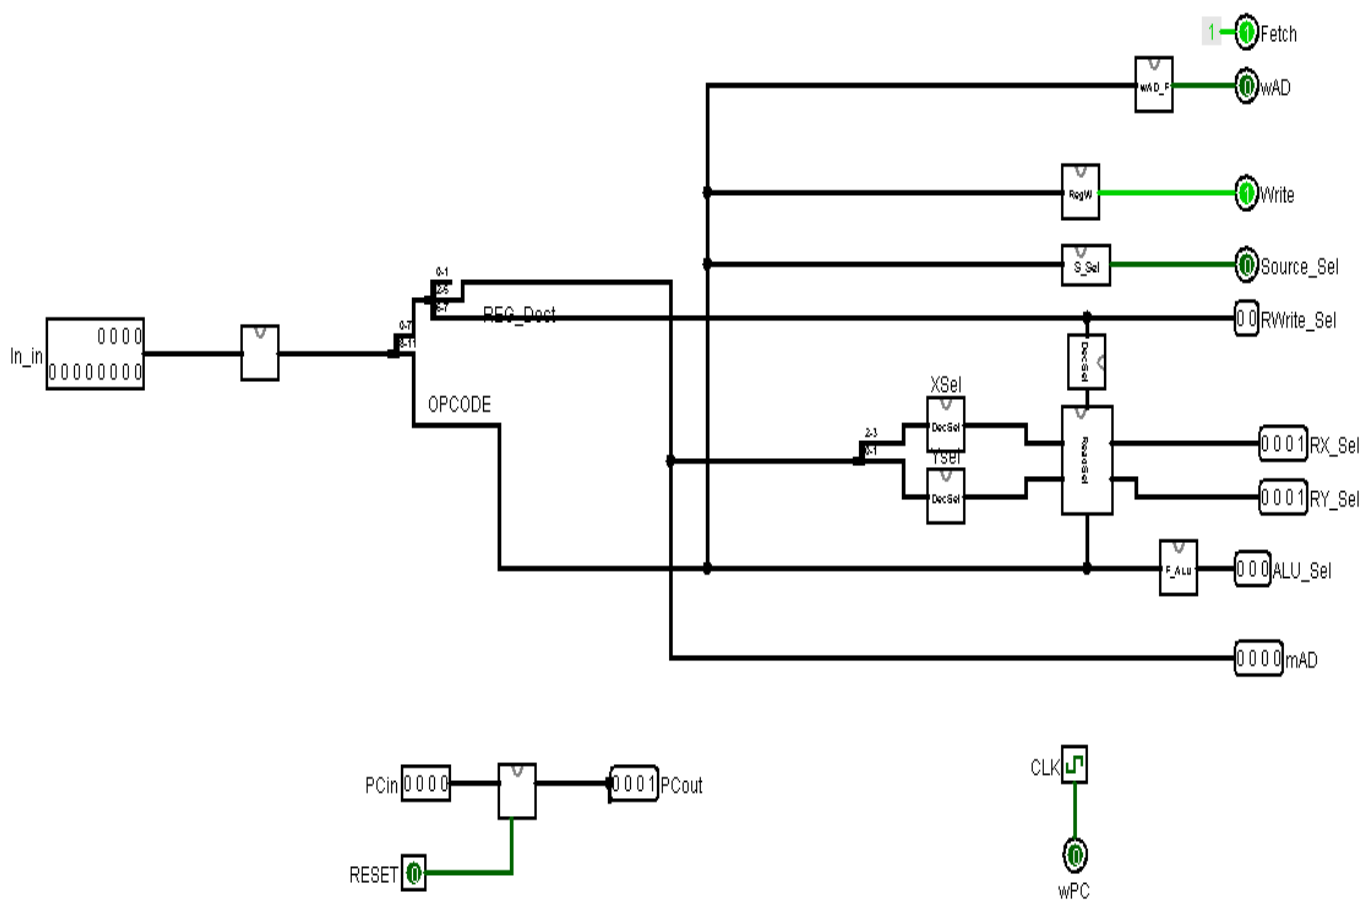 1 1 Fetch
wAD_F 0 wAD
RegW 1 Write
S_Sel 0 Source_Sel
0-1
2-5
6-7
REG_Dact
0 0 RWrite_Sel
In_in 0 0 0 0
0 0 0 0 0 0 0 0
0-7
8-11
DecSel
OPCODE
XSel
DecSel
2-3
0-1
ReadSel
0 0 0 1 RX_Sel
Ysel
DecSel
0 0 0 1 RY_Sel
F_ALU 0 0 0 ALU_Sel
0 0 0 0 mAD
PCin 0 0 0 0
0 0 0 1 PCout
CLK
RESET 0
0
wPC